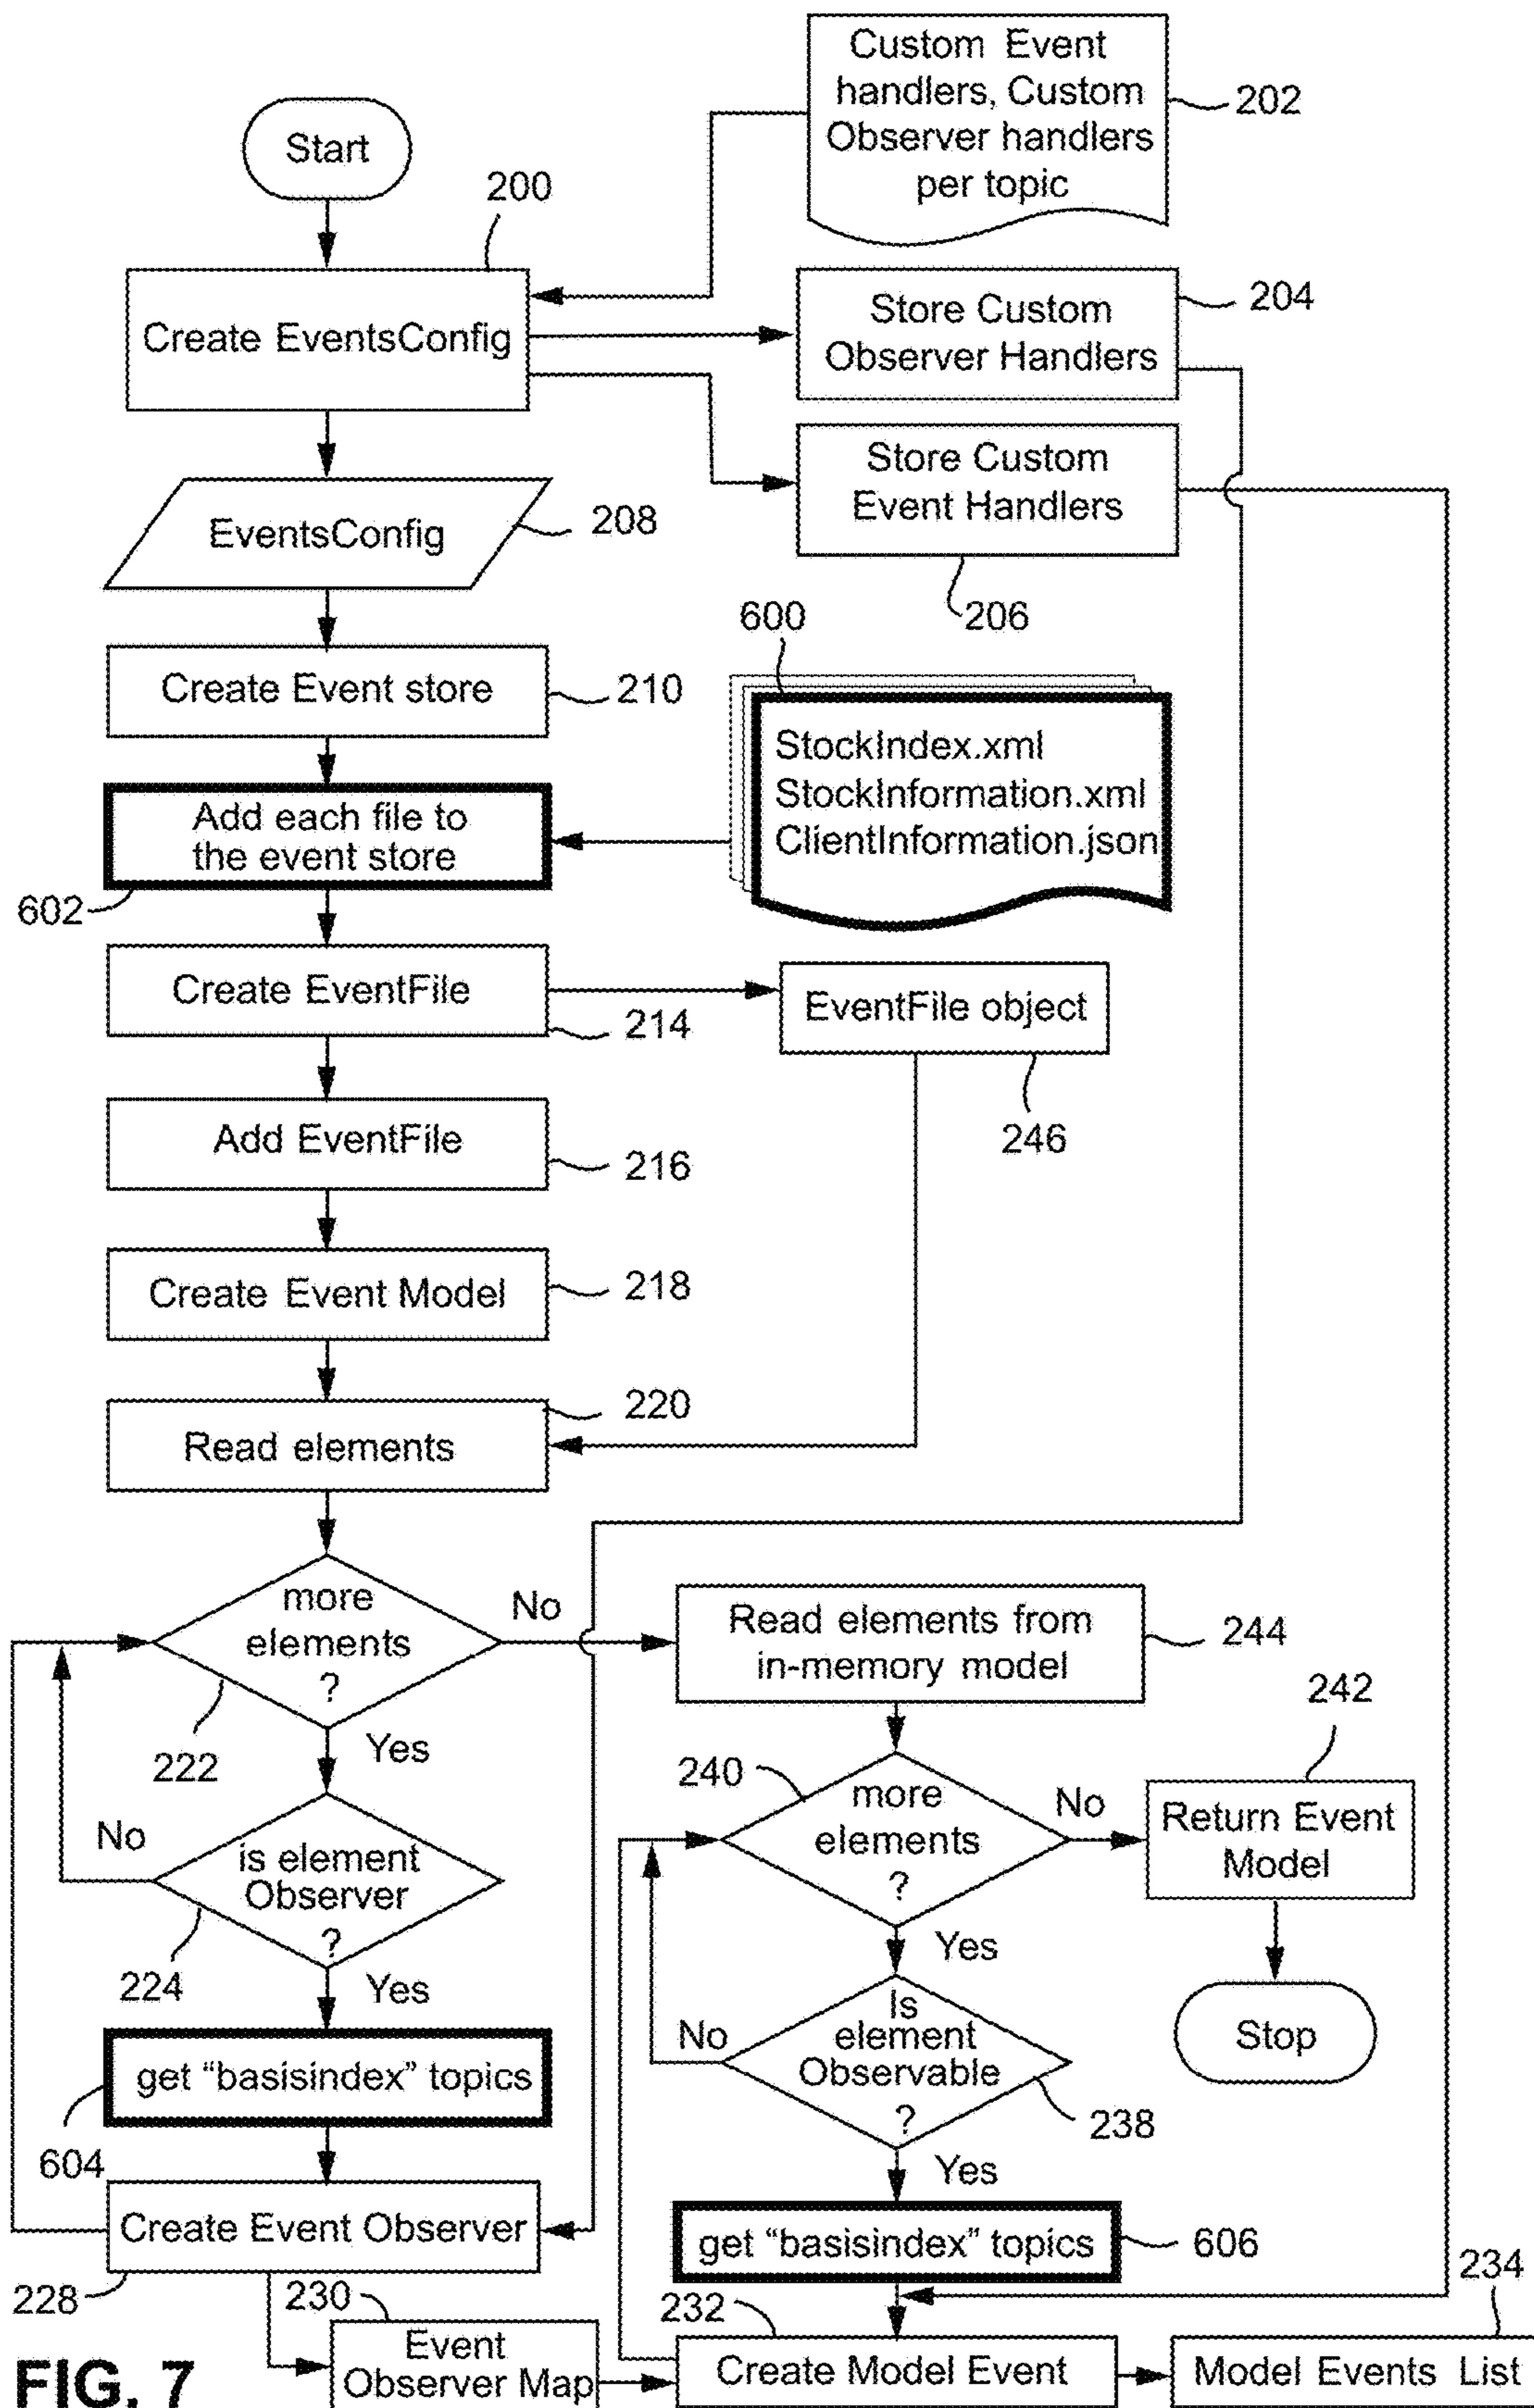 Custom Event
handlers, Custom
Observer handlers
per topic
202
Start
200
Create EventsConfig
Store Custom
Observer Handlers
204
Store Custom
Event Handlers
206
EventsConfig
208
600
Create Event store
210
StockIndex.xml
StockInformation.xml
ClientInformation.json
Add each file to
the event store
602
Create EventFile
214
EventFile object
246
Add EventFile
216
Create Event Model
218
220
Read elements
more
elements
?
No
222
Yes
Read elements from
in-memory model
244
242
240
more
elements
?
No
Return Event
Model
Yes
No
is element
Observer
?
224
Yes
Is
element
Observable
?
No
238
Yes
Stop
get "basisindex" topics
604
get "basisindex" topics
606
Create Event Observer
228
230
Event
Observer Map
232
Create Model Event
234
Model Events List
FIG. 7